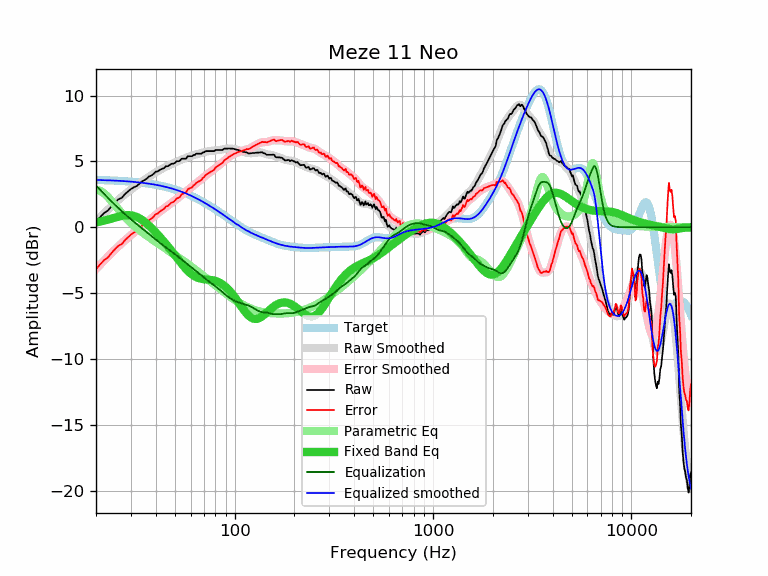 Meze 11 Neo
Amplitude (dBr)
10
5
0
−5
−10
−15
−20
Target
Raw Smoothed
Error Smoothed
Raw
Error
Parametric Eq
Fixed Band Eq
Equalization
Equalized smoothed
100
1000
10000
Frequency (Hz)